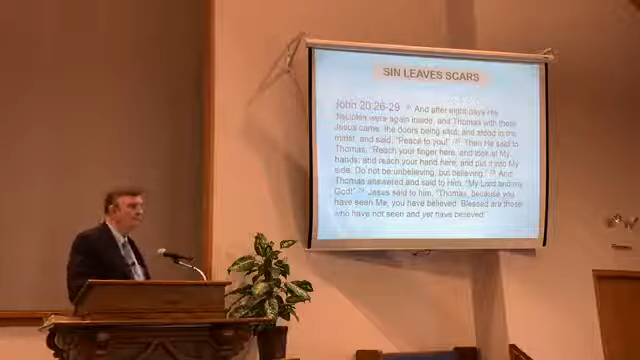 SIN LEAVES SCARS
John 20:26-29 And after eight days His
disciples were again inside, and Thomas with them.
Jesus came, the doors being shut, and stood in the
midst, and said, "Peace to you!" Then He said to
Thomas, "Reach your finger here, and look at My
hands; and reach your hand here, and put it into My
side. Do not be unbelieving, but believing." And
Thomas answered and said to Him, "My Lord and my
God!" Jesus said to him, "Thomas, because you
have seen Me, you have believed. Blessed are those
who have not seen and yet have believed.